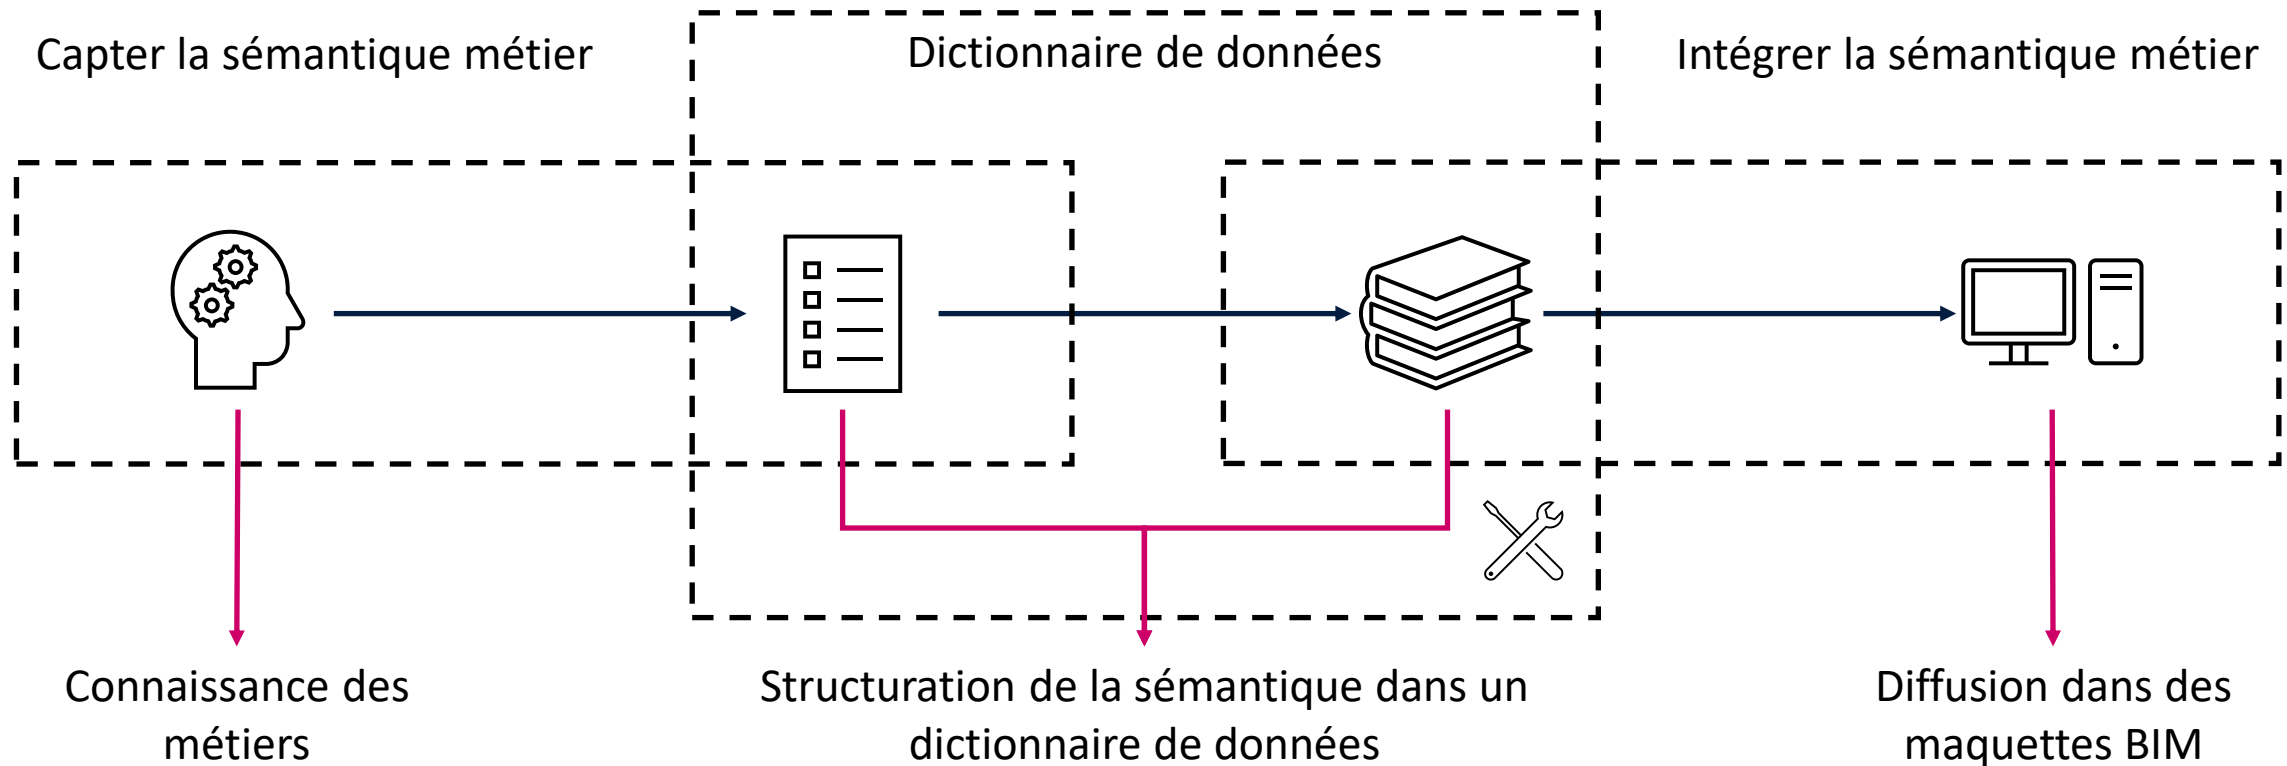 Capter la sémantique métier
Dictionnaire de données
Intégrer la sémantique métier
Connaissance des
métiers
Structuration de la sémantique dans un
dictionnaire de données
Diffusion dans des
maquettes BIM